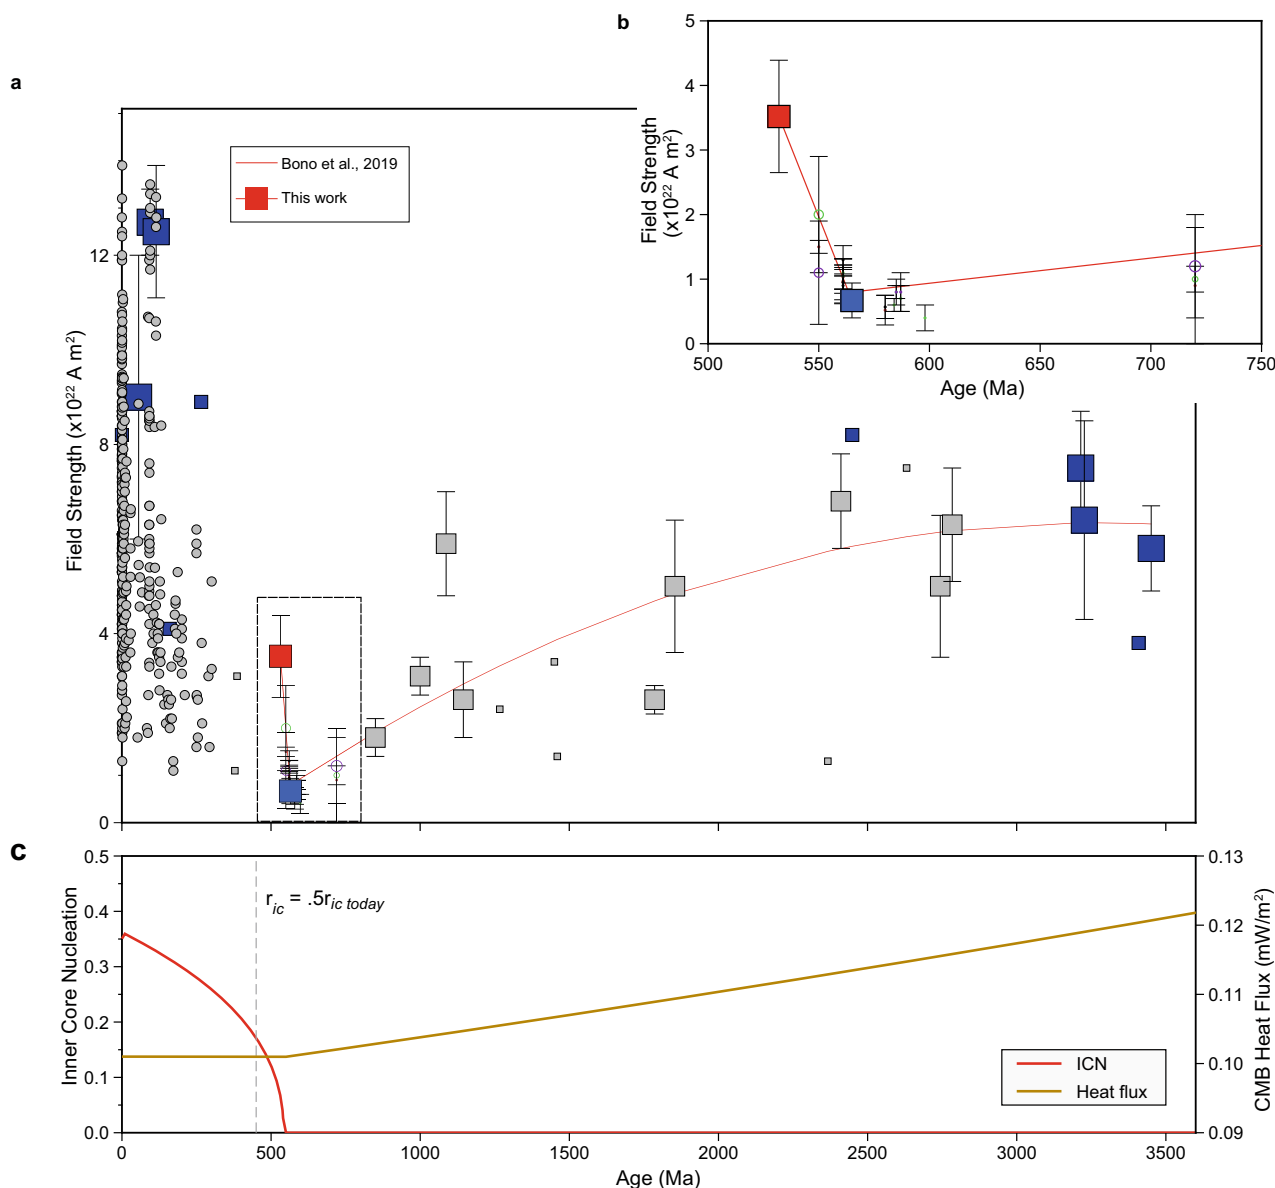 a
b
Bono et al., 2019
This work
Field Strength (x10²² A m²)
12
8
4
0
Field Strength
(x10²² A m²)
5
4
3
2
1
0
500
550
600
650
700
750
Age (Ma)
c
r_ic = .5r_ic today
Inner Core Nucleation
0.5
0.4
0.3
0.2
0.1
0.0
CMB Heat Flux (mW/m²)
0.13
0.12
0.11
0.10
0.09
ICN
Heat flux
0
500
1000
1500
2000
2500
3000
3500
Age (Ma)